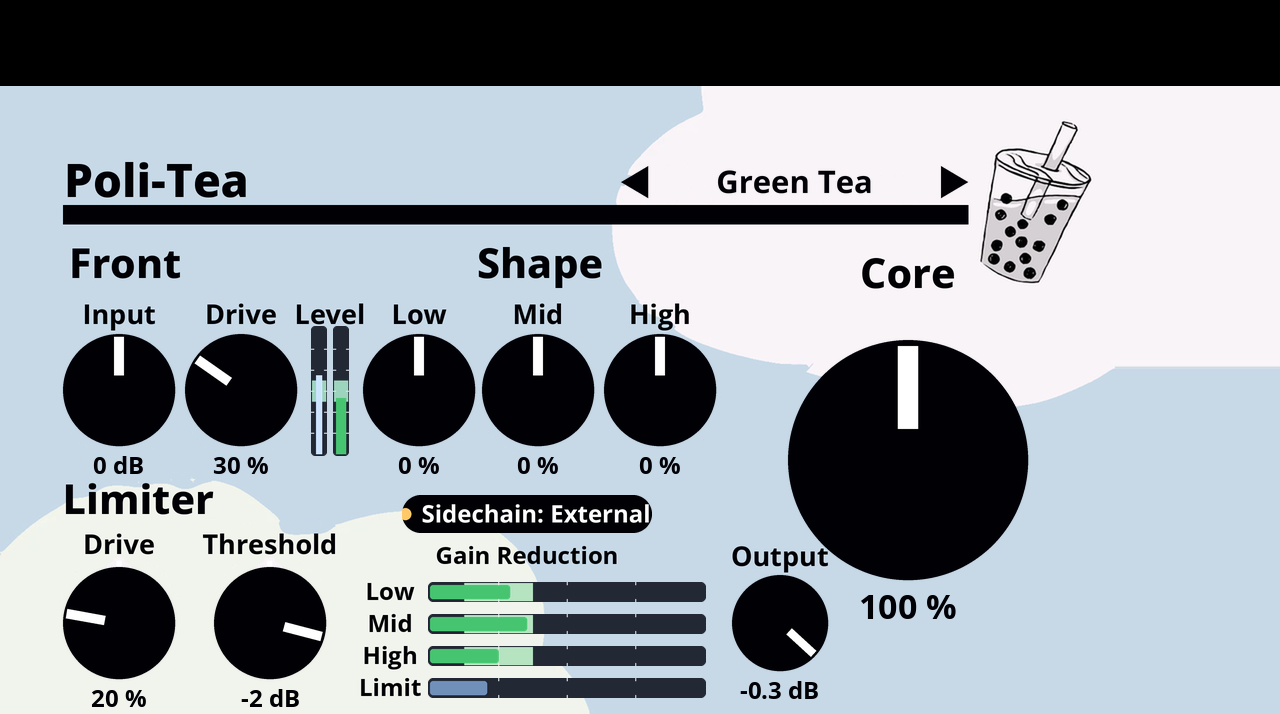 Poli-Tea
Green Tea
Front
Shape
Core
Input
Drive
Level
Low
Mid
High
0 dB
30 %
0 %
0 %
0 %
100 %
Limiter
Sidechain: External
Drive
Threshold
Gain Reduction
Output
Low
Mid
High
Limit
20 %
-2 dB
-0.3 dB